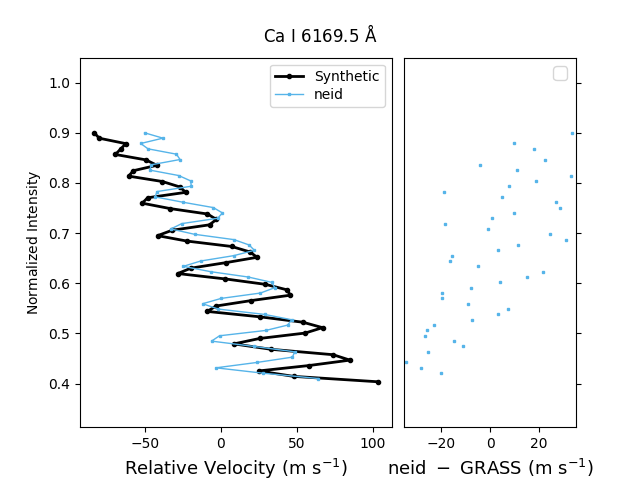 Ca I 6169.5 Å
Synthetic
neid
Normalized Intensity
1.0
0.9
0.8
0.7
0.6
0.5
0.4
−50
0
50
100
−20
0
20
Relative Velocity (m s⁻¹)
neid − GRASS (m s⁻¹)